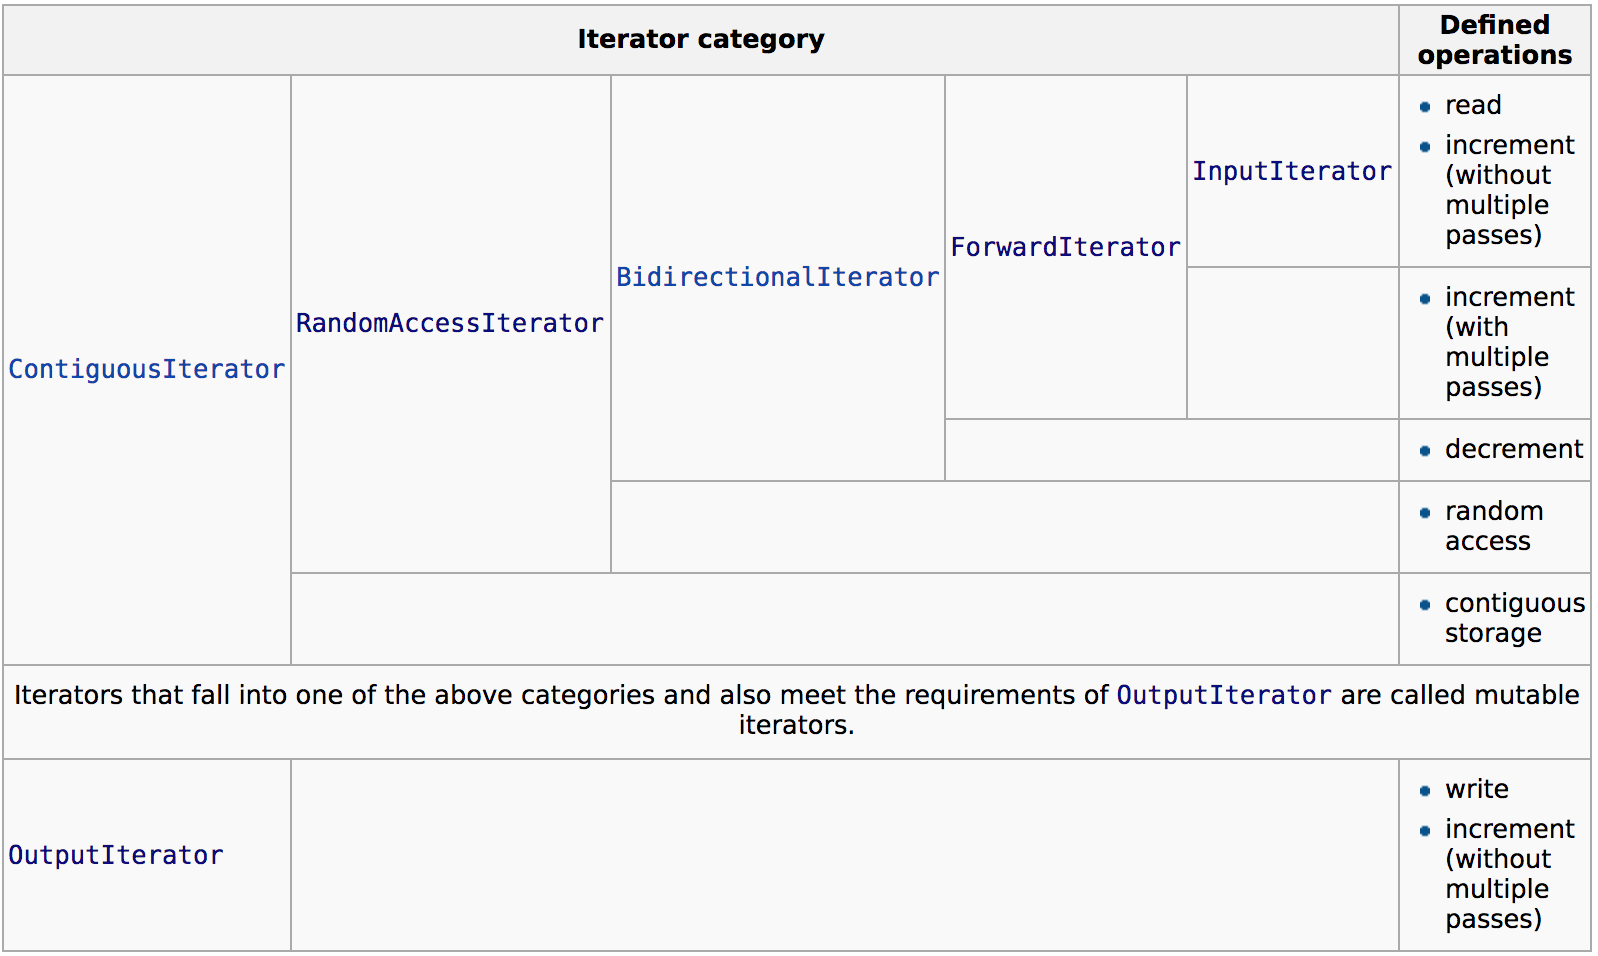 Iterator category
Defined
operations
ContiguousIterator
RandomAccessIterator
BidirectionalIterator
ForwardIterator
InputIterator
read
increment
(without
multiple
passes)
increment
(with
multiple
passes)
decrement
random
access
contiguous
storage
Iterators that fall into one of the above categories and also meet the requirements of OutputIterator are called mutable
iterators.
OutputIterator
write
increment
(without
multiple
passes)